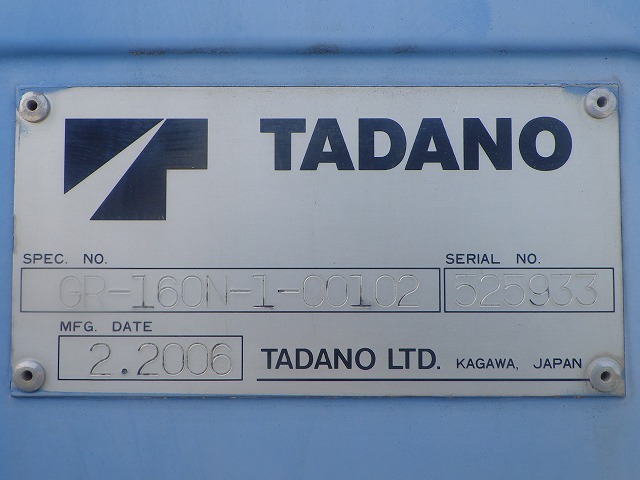 TADANO
SPEC. NO. SERIAL NO.
GR-160N-1-00102 525933
MFG. DATE
2.2006 TADANO LTD. KAGAWA, JAPAN